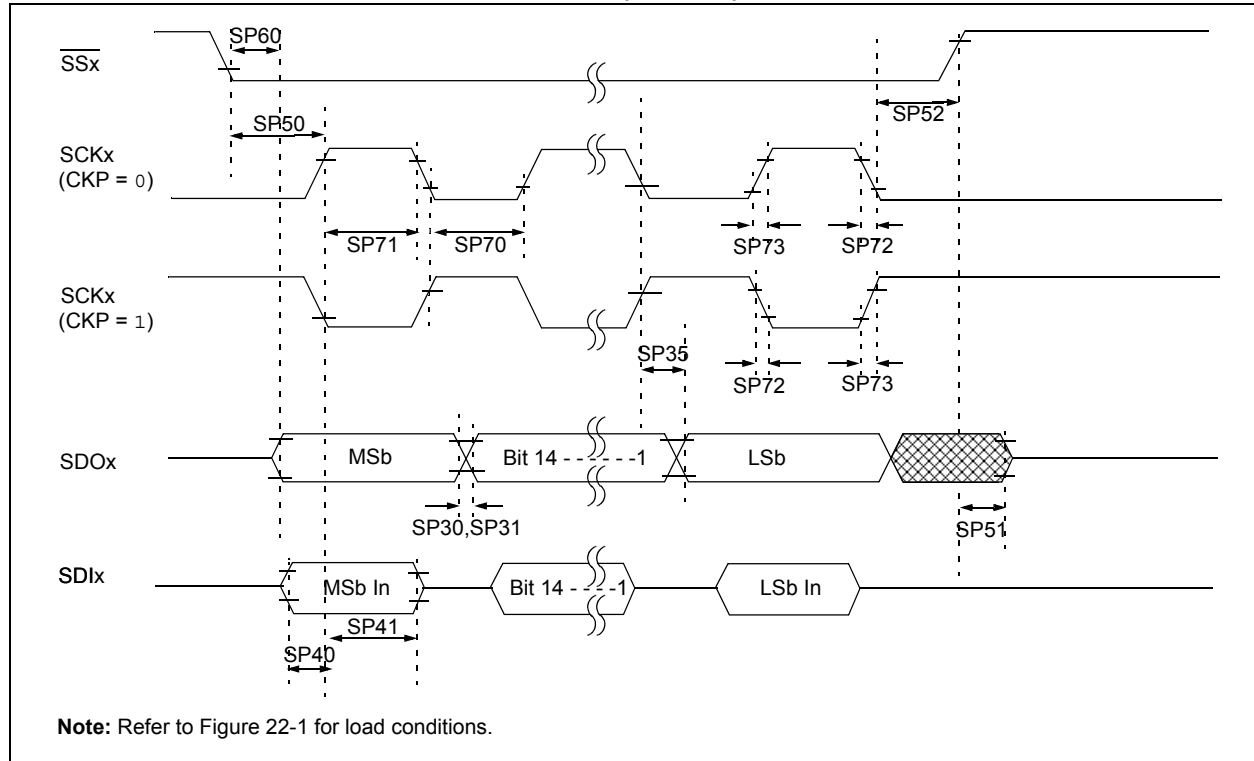 SP60
SSx
SP50
SP52
SCKx
(CKP = 0)
SP71
SP70
SP73
SP72
SCKx
(CKP = 1)
SP35
SP72
SP73
SDOx
MSb
Bit 14 - - - - - -1
LSb
SP30,SP31
SP51
SDIx
MSb In
Bit 14 - - - -1
LSb In
SP41
SP40
Note: Refer to Figure 22-1 for load conditions.